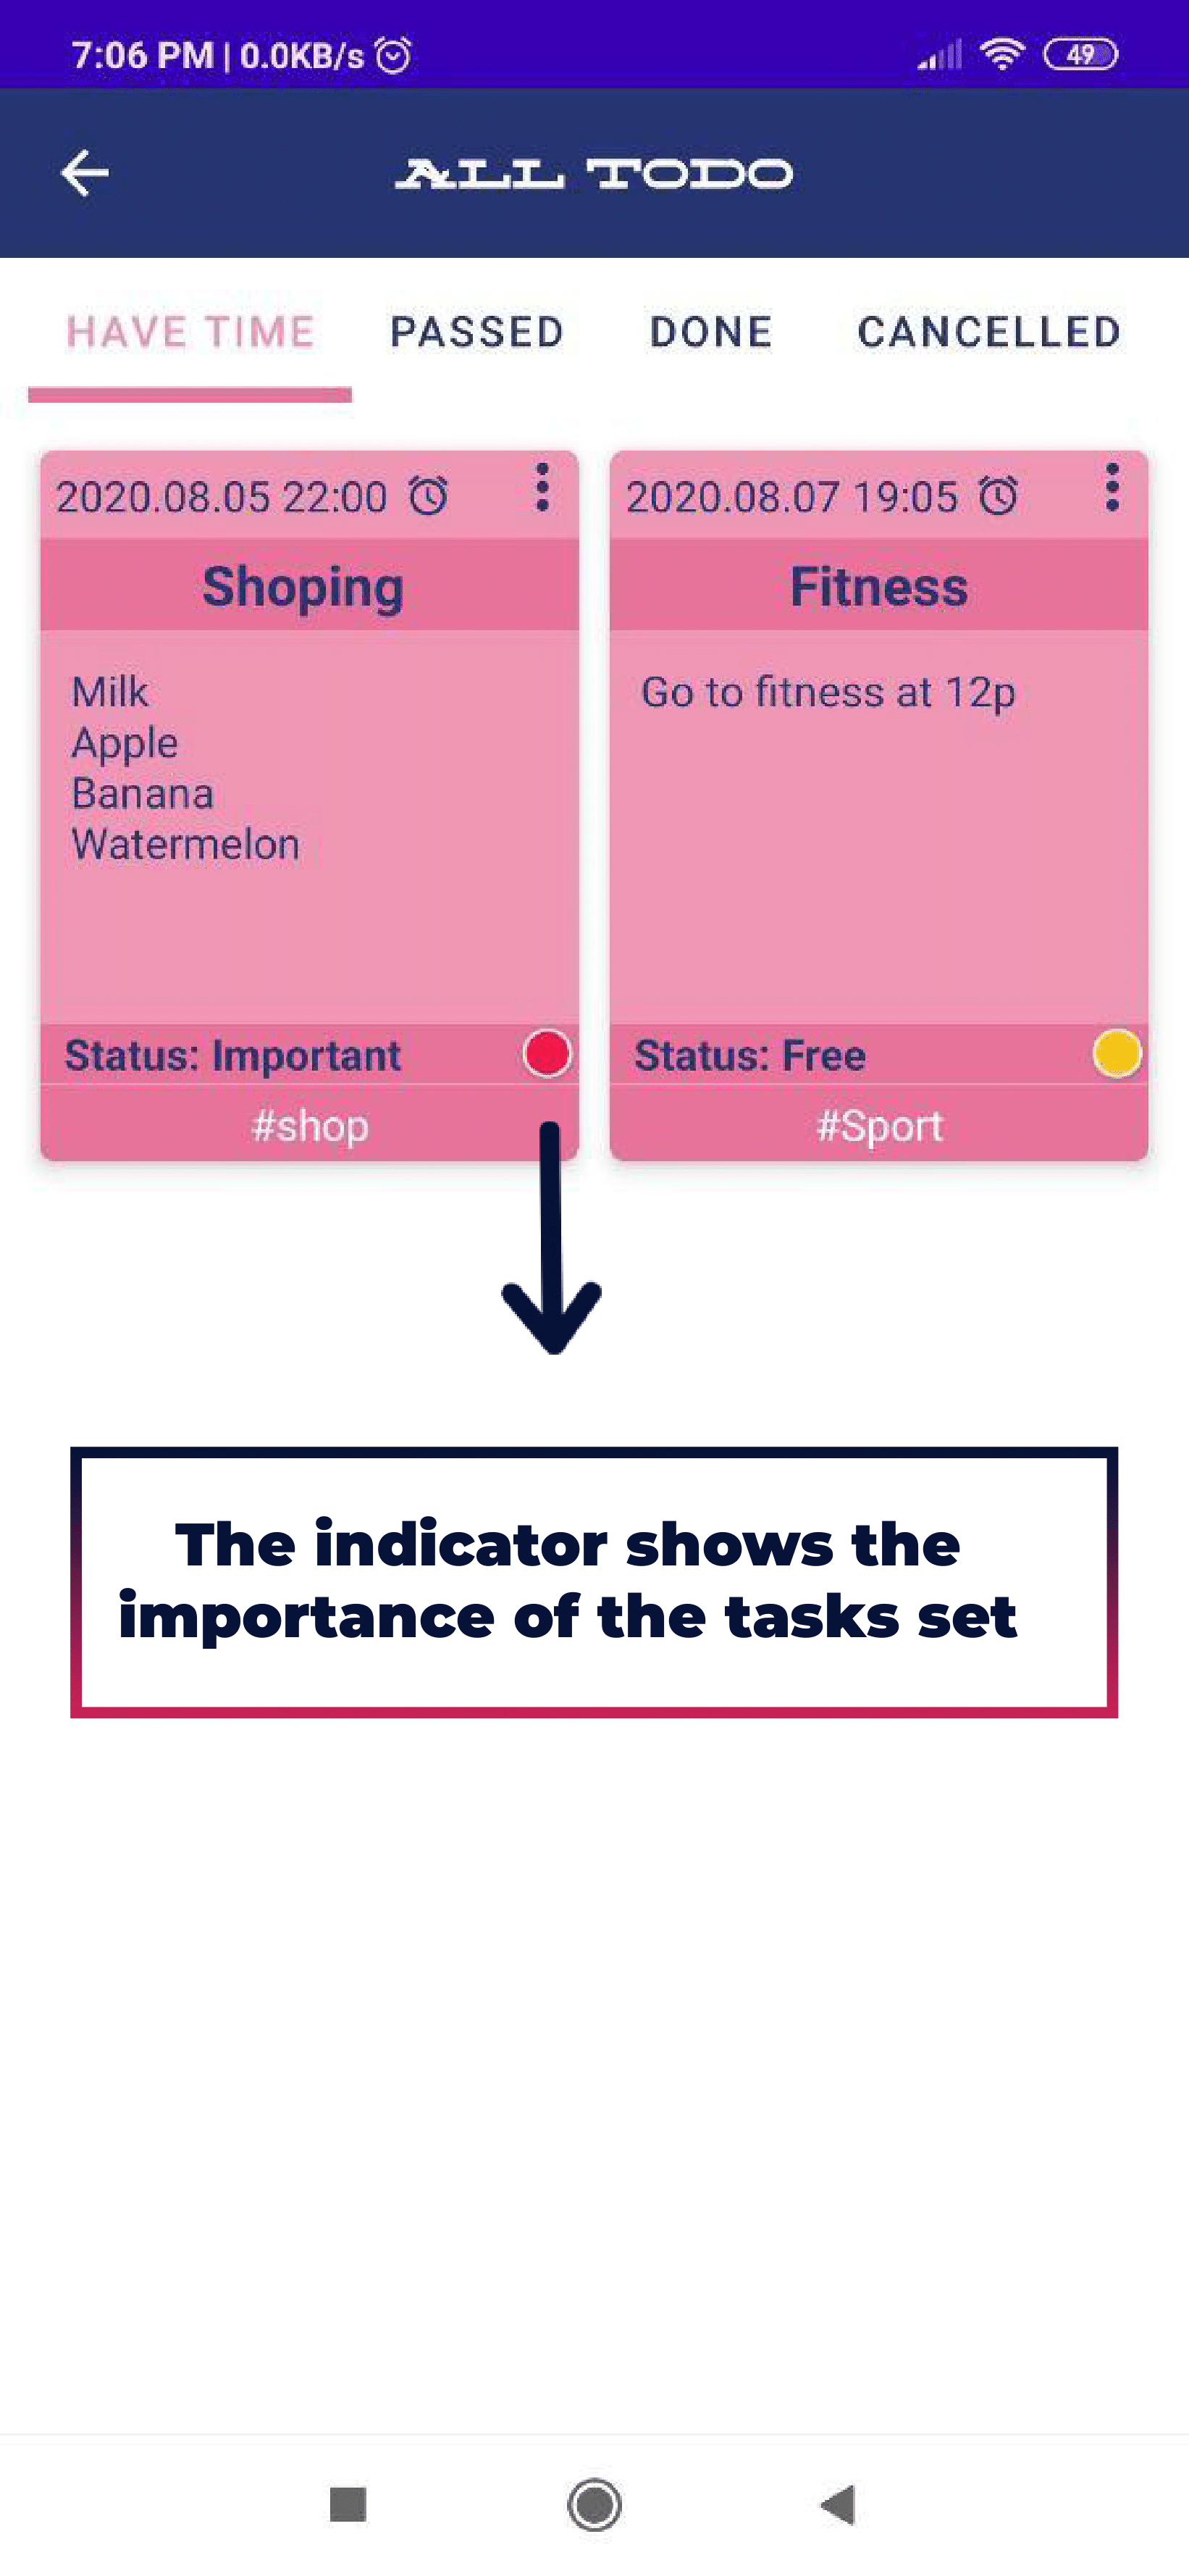 7:06 PM | 0.0KB/s
49
ALL TODO
HAVE TIME PASSED DONE CANCELLED
2020.08.05 22:00
Shoping
Milk
Apple
Banana
Watermelon
Status: Important
#shop
2020.08.07 19:05
Fitness
Go to fitness at 12p
Status: Free
#Sport
The indicator shows the
importance of the tasks set